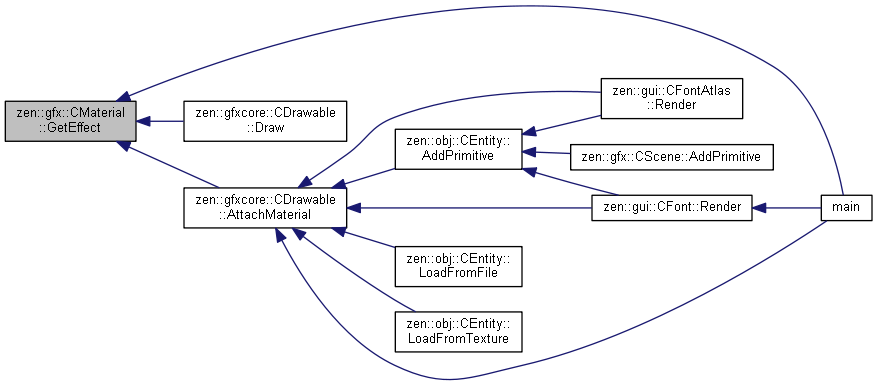 zen::gfx::CMaterial
::GetEffect
zen::gfxcore::CDrawable
::Draw
zen::gfxcore::CDrawable
::AttachMaterial
zen::obj::CEntity::
AddPrimitive
zen::obj::CEntity::
LoadFromFile
zen::obj::CEntity::
LoadFromTexture
zen::gui::CFontAtlas
::Render
zen::gfx::CScene::AddPrimitive
zen::gui::CFont::Render
main